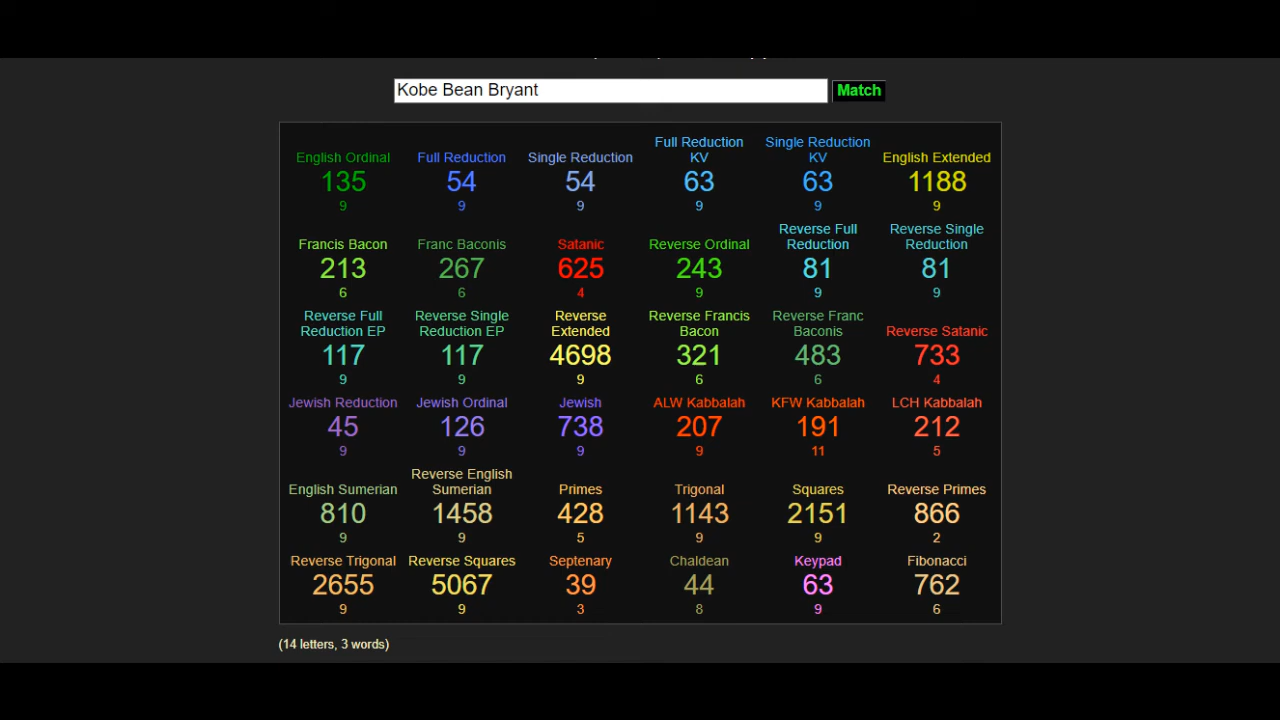 Kobe Bean Bryant Match
Full Reduction Single Reduction
English Ordinal Full Reduction Single Reduction KV KV English Extended
135 54 54 63 63 1188
9 9 9 9 9 9
Reverse Full Reverse Single
Francis Bacon Franc Baconis Satanic Reverse Ordinal Reduction Reduction
213 267 625 243 81 81
6 6 4 9 9 9
Reverse Full Reverse Single Reverse Reverse Francis Reverse Franc
Reduction EP Reduction EP Extended Bacon Baconis Reverse Satanic
117 117 4698 321 483 733
9 9 9 6 6 4
Jewish Reduction Jewish Ordinal Jewish ALW Kabbalah KFW Kabbalah LCH Kabbalah
45 126 738 207 191 212
9 9 9 9 11 5
Reverse English
English Sumerian Sumerian Primes Trigonal Squares Reverse Primes
810 1458 428 1143 2151 866
9 9 5 9 9 2
Reverse Trigonal Reverse Squares Septenary Chaldean Keypad Fibonacci
2655 5067 39 44 63 762
9 9 3 8 9 6
(14 letters, 3 words)